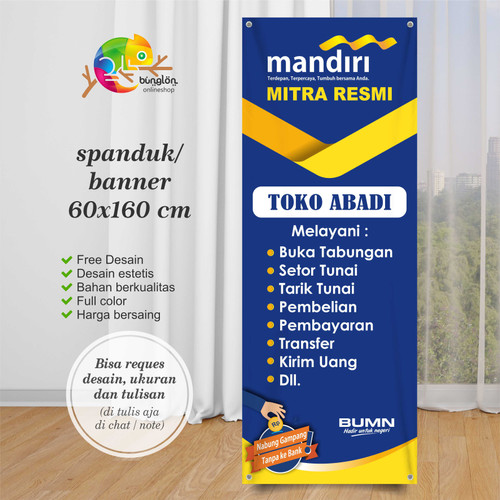 bunglon
onlineshop
spanduk/
banner
60x160 cm
Free Desain
Desain estetis
Bahan berkualitas
Full color
Harga bersaing
Bisa reques
desain, ukuran
dan tulisan
(di tulis aja
di chat / note)
mandiri
Terdepan, Terpercaya, Tumbuh bersama Anda.
MITRA RESMI
TOKO ABADI
Melayani :
Buka Tabungan
Setor Tunai
Tarik Tunai
Pembelian
Pembayaran
Transfer
Kirim Uang
Dll.
RP
Nabung Gampang
Tanpa ke Bank
BUMN
Hadir untuk negeri